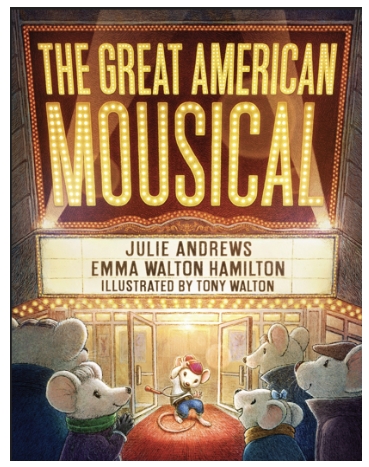 THE GREAT AMERICAN
MOUSICAL
JULIE ANDREWS
EMMA WALTON HAMILTON
ILLUSTRATED BY TONY WALTON